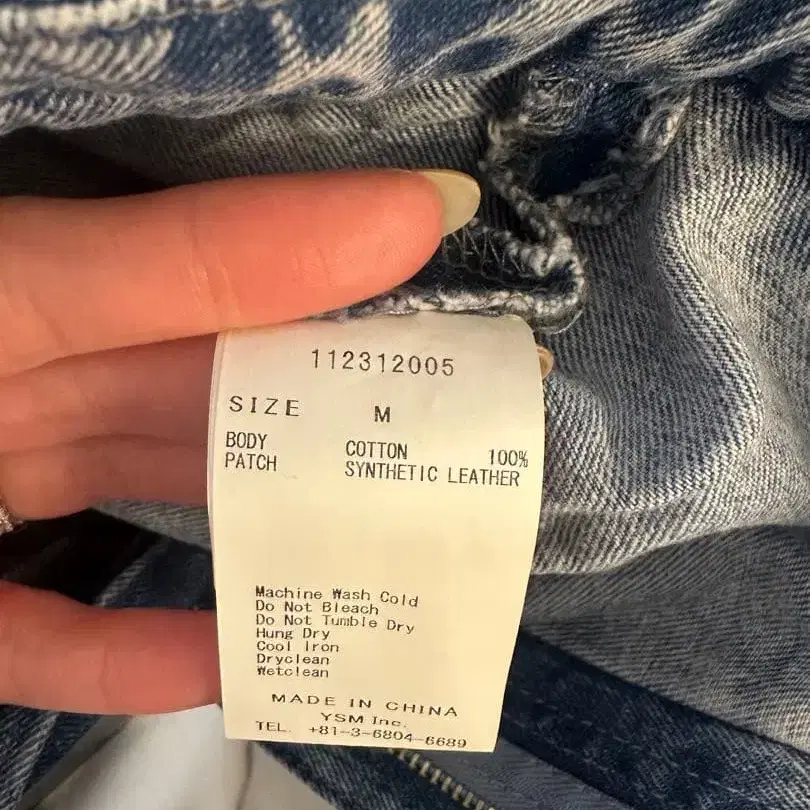 112312005
SIZE M
BODY COTTON 100%
PATCH SYNTHETIC LEATHER
Machine Wash Cold
Do Not Bleach
Do Not Tumble Dry
Hung Dry
Cool Iron
Dryclean
Wetclean
MADE IN CHINA
YSM Inc.
TEL. +81-3-6804-6689